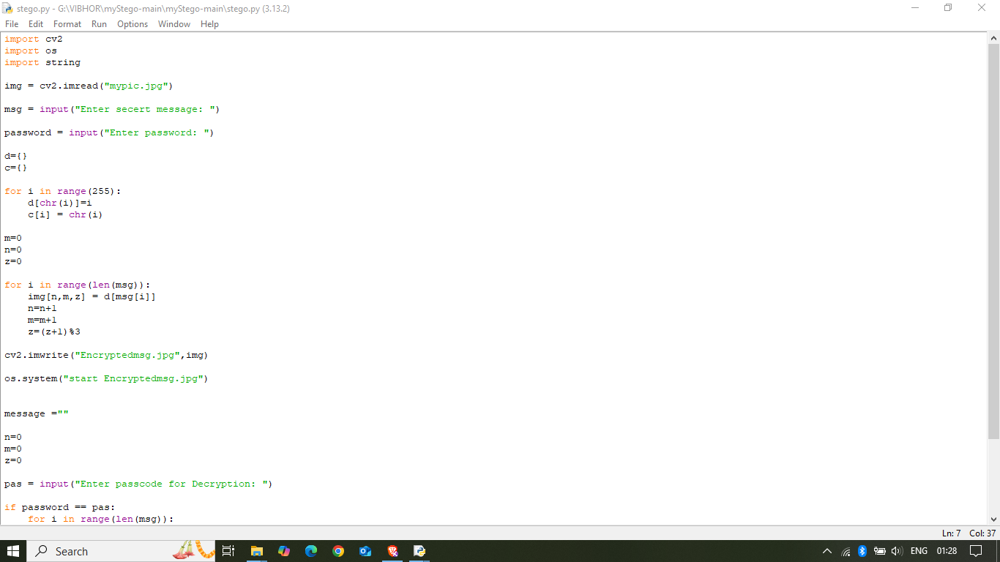 stego.py - G:\VIBHOR\myStego-main\myStego-main\stego.py (3.13.2)
File Edit Format Run Options Window Help
import cv2
import os
import string
img = cv2.imread("mypic.jpg")
msg = input("Enter secert message: ")
password = input("Enter password: ")
d={}
c={}
for i in range(255):
    d[chr(i)]=i
    c[i] = chr(i)
m=0
n=0
z=0
for i in range(len(msg)):
    img[n,m,z] = d[msg[i]]
    n=n+1
    m=m+1
    z=(z+1)%3
cv2.imwrite("Encryptedmsg.jpg",img)
os.system("start Encryptedmsg.jpg")
message =""
n=0
m=0
z=0
pas = input("Enter passcode for Decryption: ")
if password == pas:
    for i in range(len(msg)):
Ln: 7 Col: 37
Search
ENG 01:28